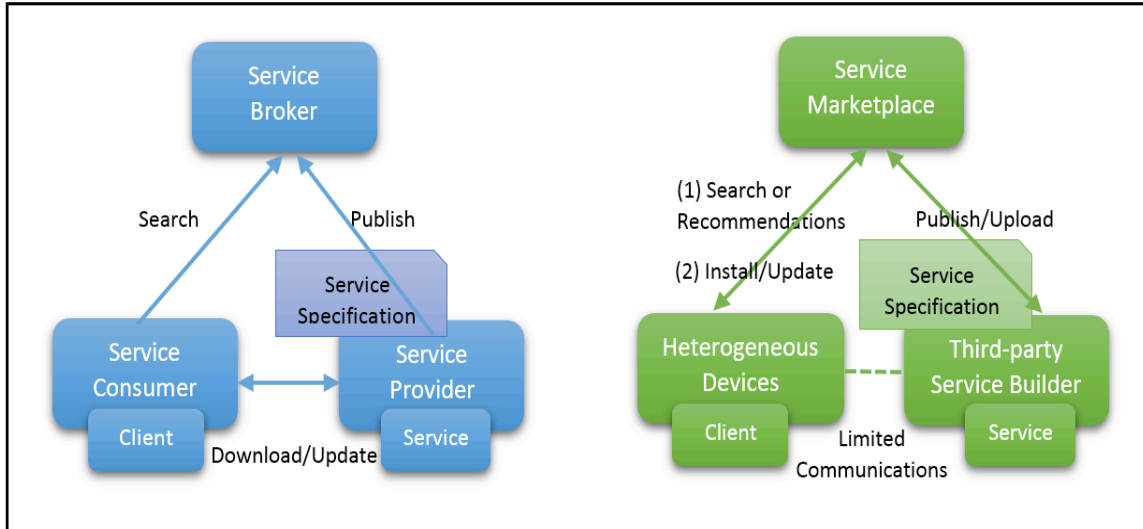 Service
Broker
Search
Publish
Service
Specification
Service
Consumer
Service
Provider
Client
Service
Download/Update
Service
Marketplace
(1) Search or
Recommendations
Publish/Upload
(2) Install/Update
Service
Specification
Heterogeneous
Devices
Third-party
Service Builder
Client
Service
Limited
Communications